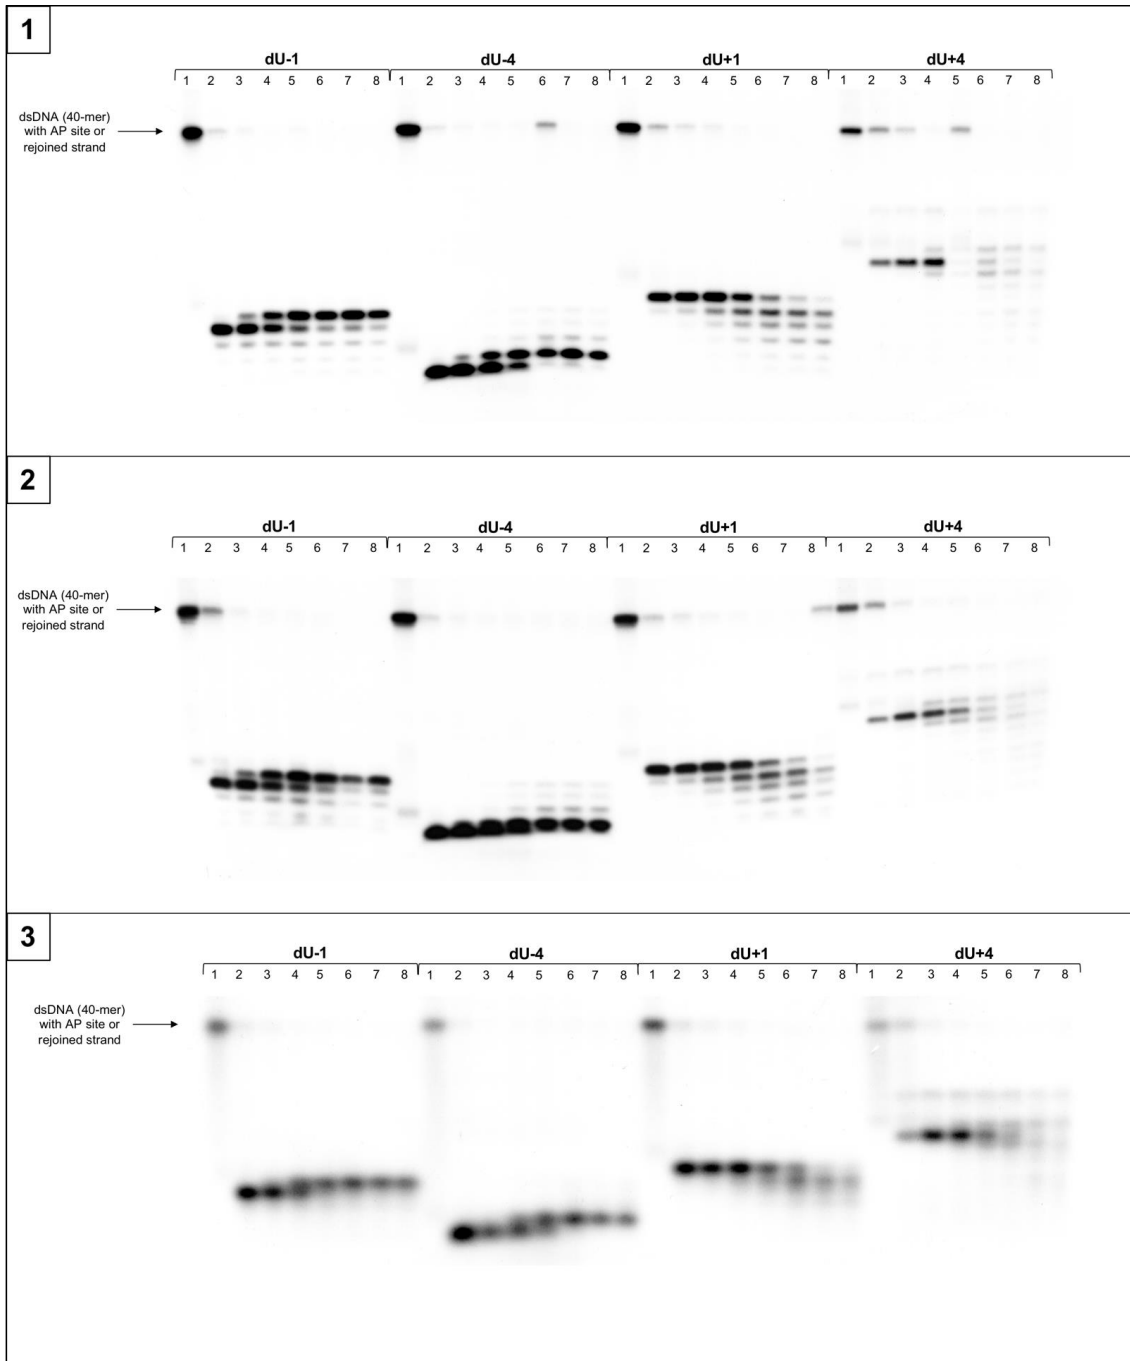 1
dU-1 dU-4 dU+1 dU+4
1 2 3 4 5 6 7 8 1 2 3 4 5 6 7 8 1 2 3 4 5 6 7 8 1 2 3 4 5 6 7 8
dsDNA (40-mer)
with AP site or
rejoined strand
2
dU-1 dU-4 dU+1 dU+4
1 2 3 4 5 6 7 8 1 2 3 4 5 6 7 8 1 2 3 4 5 6 7 8 1 2 3 4 5 6 7 8
dsDNA (40-mer)
with AP site or
rejoined strand
3
dU-1 dU-4 dU+1 dU+4
1 2 3 4 5 6 7 8 1 2 3 4 5 6 7 8 1 2 3 4 5 6 7 8 1 2 3 4 5 6 7 8
dsDNA (40-mer)
with AP site or
rejoined strand